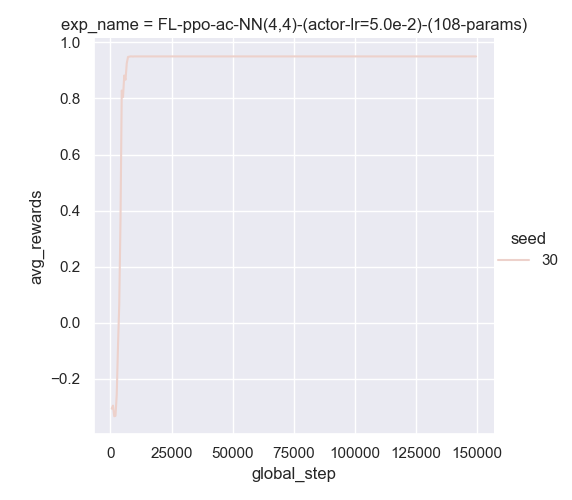 exp_name = FL-ppo-ac-NN(4,4)-(actor-lr=5.0e-2)-(108-params)
1.0
0.8
0.6
0.4
0.2
0.0
−0.2
avg_rewards
0 25000 50000 75000 100000 125000 150000
global_step
seed
30